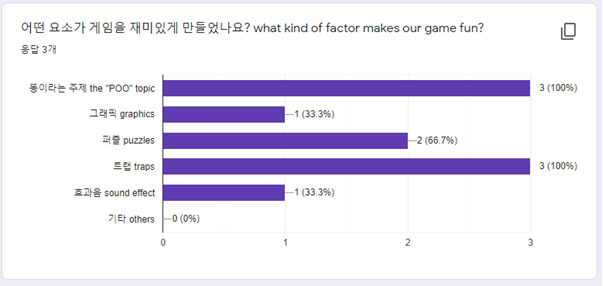 어떤 요소가 게임을 재미있게 만들었나요? what kind of factor makes our game fun?
응답 3개
똥이라는 주제 the "POO" topic
3 (100%)
그래픽 graphics
1 (33.3%)
퍼즐 puzzles
2 (66.7%)
트랩 traps
3 (100%)
효과음 sound effect
1 (33.3%)
기타 others
0 (0%)
0
1
2
3